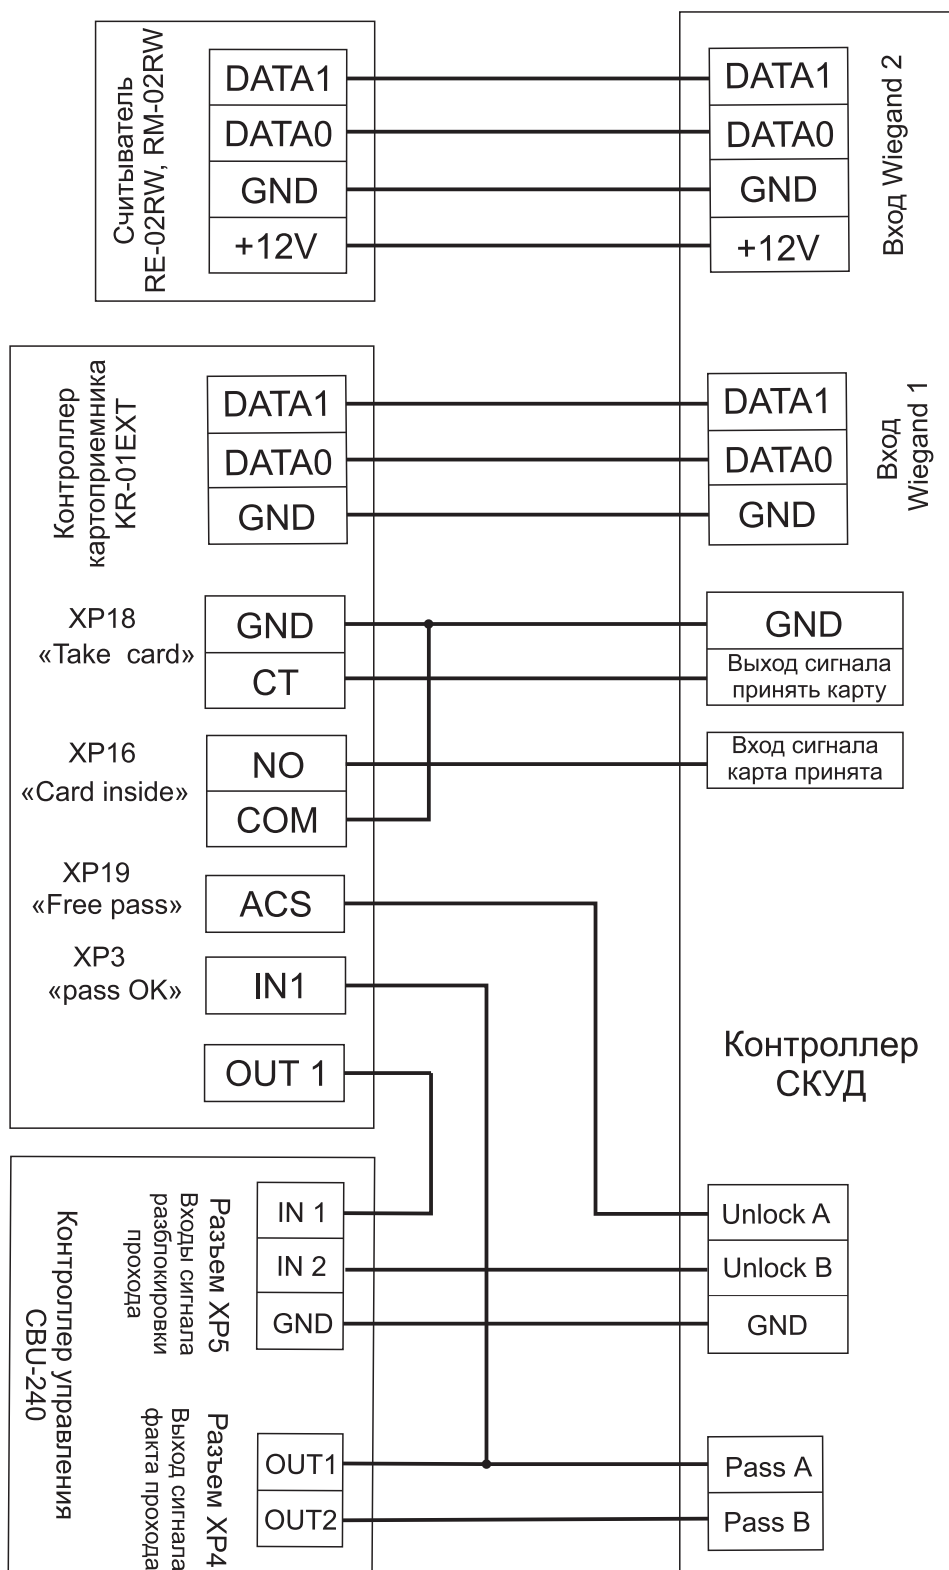 Считыватель
RE-02RW, RM-02RW
DATA1
DATA0
GND
+12V
DATA1
DATA0
GND
+12V
Вход Wiegand 2
Контроллер
картоприемника
KR-01EXT
DATA1
DATA0
GND
DATA1
DATA0
GND
Вход
Wiegand 1
XP18
«Take card»
GND
CT
GND
Выход сигнала
принять карту
XP16
«Card inside»
NO
COM
Вход сигнала
карта принята
XP19
«Free pass»
ACS
XP3
«pass OK»
IN1
OUT 1
Контроллер
СКУД
Контроллер управления
CBU-240
Разъем XP5
Входы сигнала
разблокировки
прохода
IN 1
IN 2
GND
Unlock A
Unlock B
GND
Разъем XP4
Выход сигнала
факта прохода
OUT1
OUT2
Pass A
Pass B